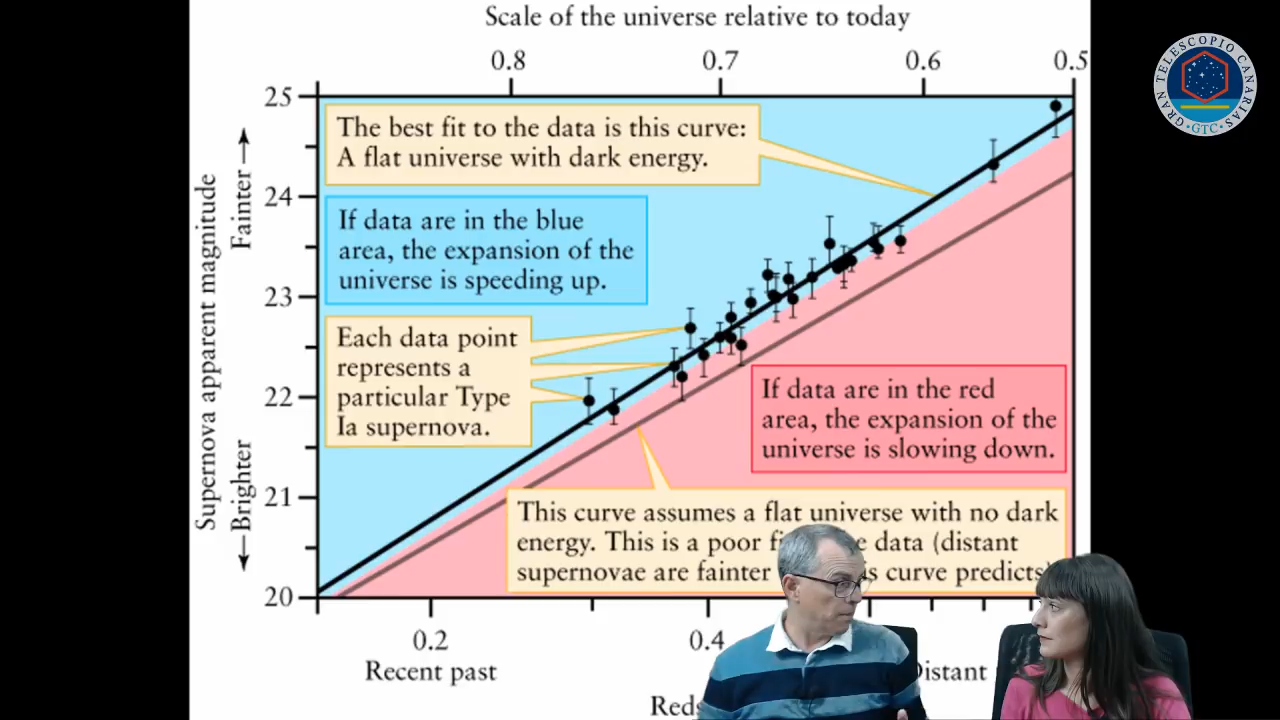 Scale of the universe relative to today
0.8 0.7 0.6 0.5
25
24
23
22
21
20
Supernova apparent magnitude
Fainter
Brighter
The best fit to the data is this curve:
A flat universe with dark energy.
If data are in the blue
area, the expansion of the
universe is speeding up.
Each data point
represents a
particular Type
Ia supernova.
If data are in the red
area, the expansion of the
universe is slowing down.
This curve assumes a flat universe with no dark
energy. This is a poor data (distant
supernovae are fainter curve predicts)
0.2 0.4
Recent past Distant
GRAN TELESCOPIO CANARIAS
GTC